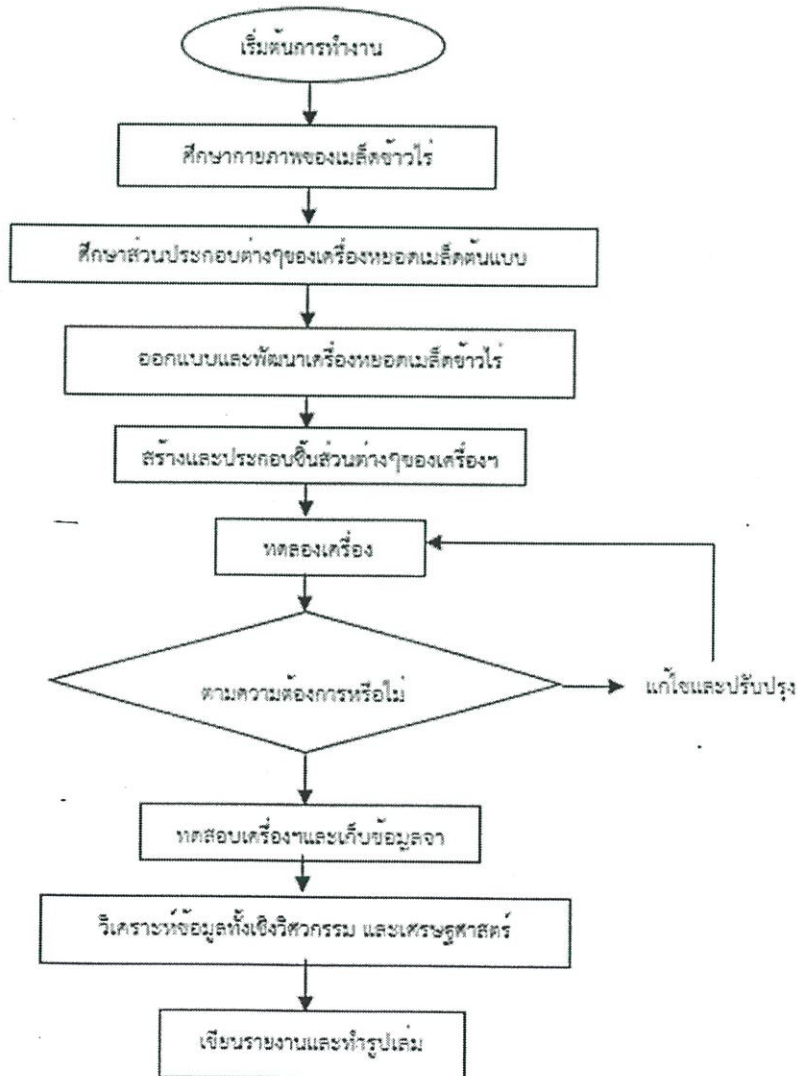 เริ่มต้นการทำงาน
ศึกษากายภาพของเมล็ดข้าวไร่
ศึกษาส่วนประกอบต่างๆของเครื่องหยอดเมล็ดต้นแบบ
ออกแบบและพัฒนาเครื่องหยอดเมล็ดข้าวไร่
สร้างและประกอบชิ้นส่วนต่างๆของเครื่องฯ
ทดลองเครื่อง
ตามความต้องการหรือไม่
แก้ไขและปรับปรุง
ทดสอบเครื่องฯและเก็บข้อมูลจา
วิเคราะห์ข้อมูลทั้งเชิงวิศวกรรม และเศรษฐศาสตร์
เขียนรายงานและทำรูปเล่ม